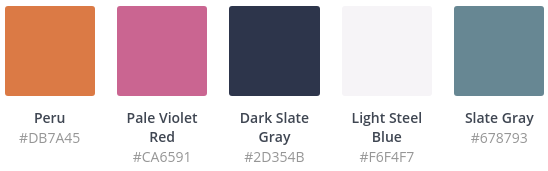 Peru
#DB7A45
Pale Violet
Red
#CA6591
Dark Slate
Gray
#2D354B
Light Steel
Blue
#F6F4F7
Slate Gray
#678793